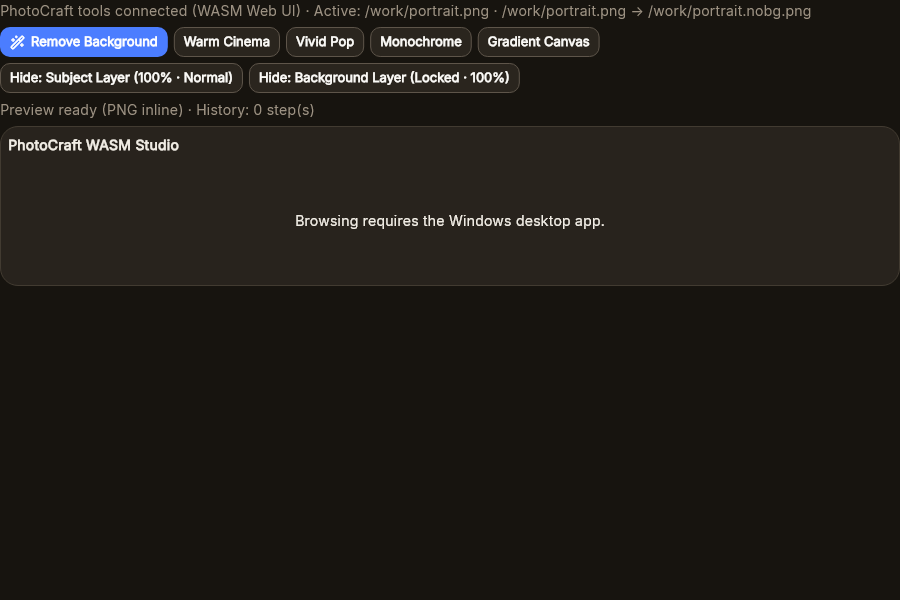 PhotoCraft tools connected (WASM Web UI) · Active: /work/portrait.png · /work/portrait.png → /work/portrait.nobg.png
Remove Background Warm Cinema Vivid Pop Monochrome Gradient Canvas
Hide: Subject Layer (100% · Normal) Hide: Background Layer (Locked · 100%)
Preview ready (PNG inline) · History: 0 step(s)
PhotoCraft WASM Studio
Browsing requires the Windows desktop app.